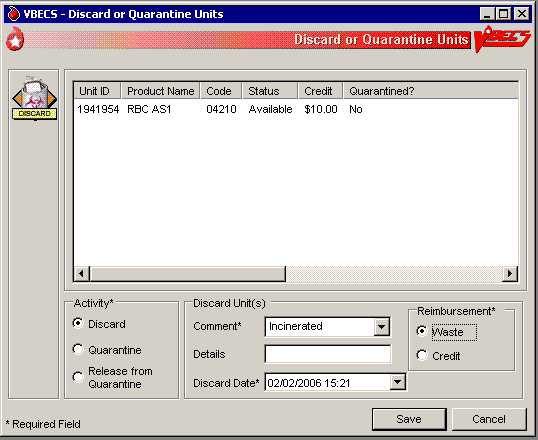 VBECS - Discard or Quarantine Units
Discard or Quarantine Units VBECS
DISCARD
Unit ID Product Name Code Status Credit Quarantined?
1941954 RBC AS1 04210 Available $10.00 No
Activity*
Discard
Quarantine
Release from
Quarantine
Discard Unit(s)
Comment* Incinerated
Details
Discard Date* 02/02/2006 15:21
Reimbursement*
Waste
Credit
* Required Field
Save Cancel